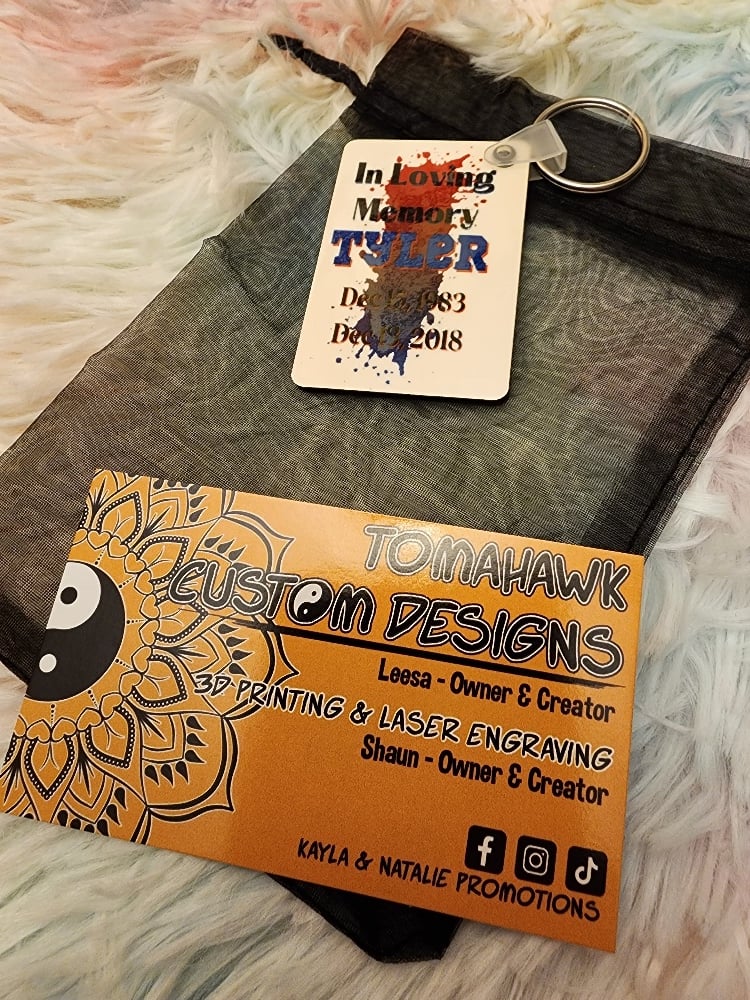 In Loving
Memory
TYLER
Dec 1983
Dec 2018
TOMAHAWK
CUSTOM DESIGNS
Leesa - Owner & Creator
3D PRINTING & LASER ENGRAVING
Shaun - Owner & Creator
KAYLA & NATALIE PROMOTIONS